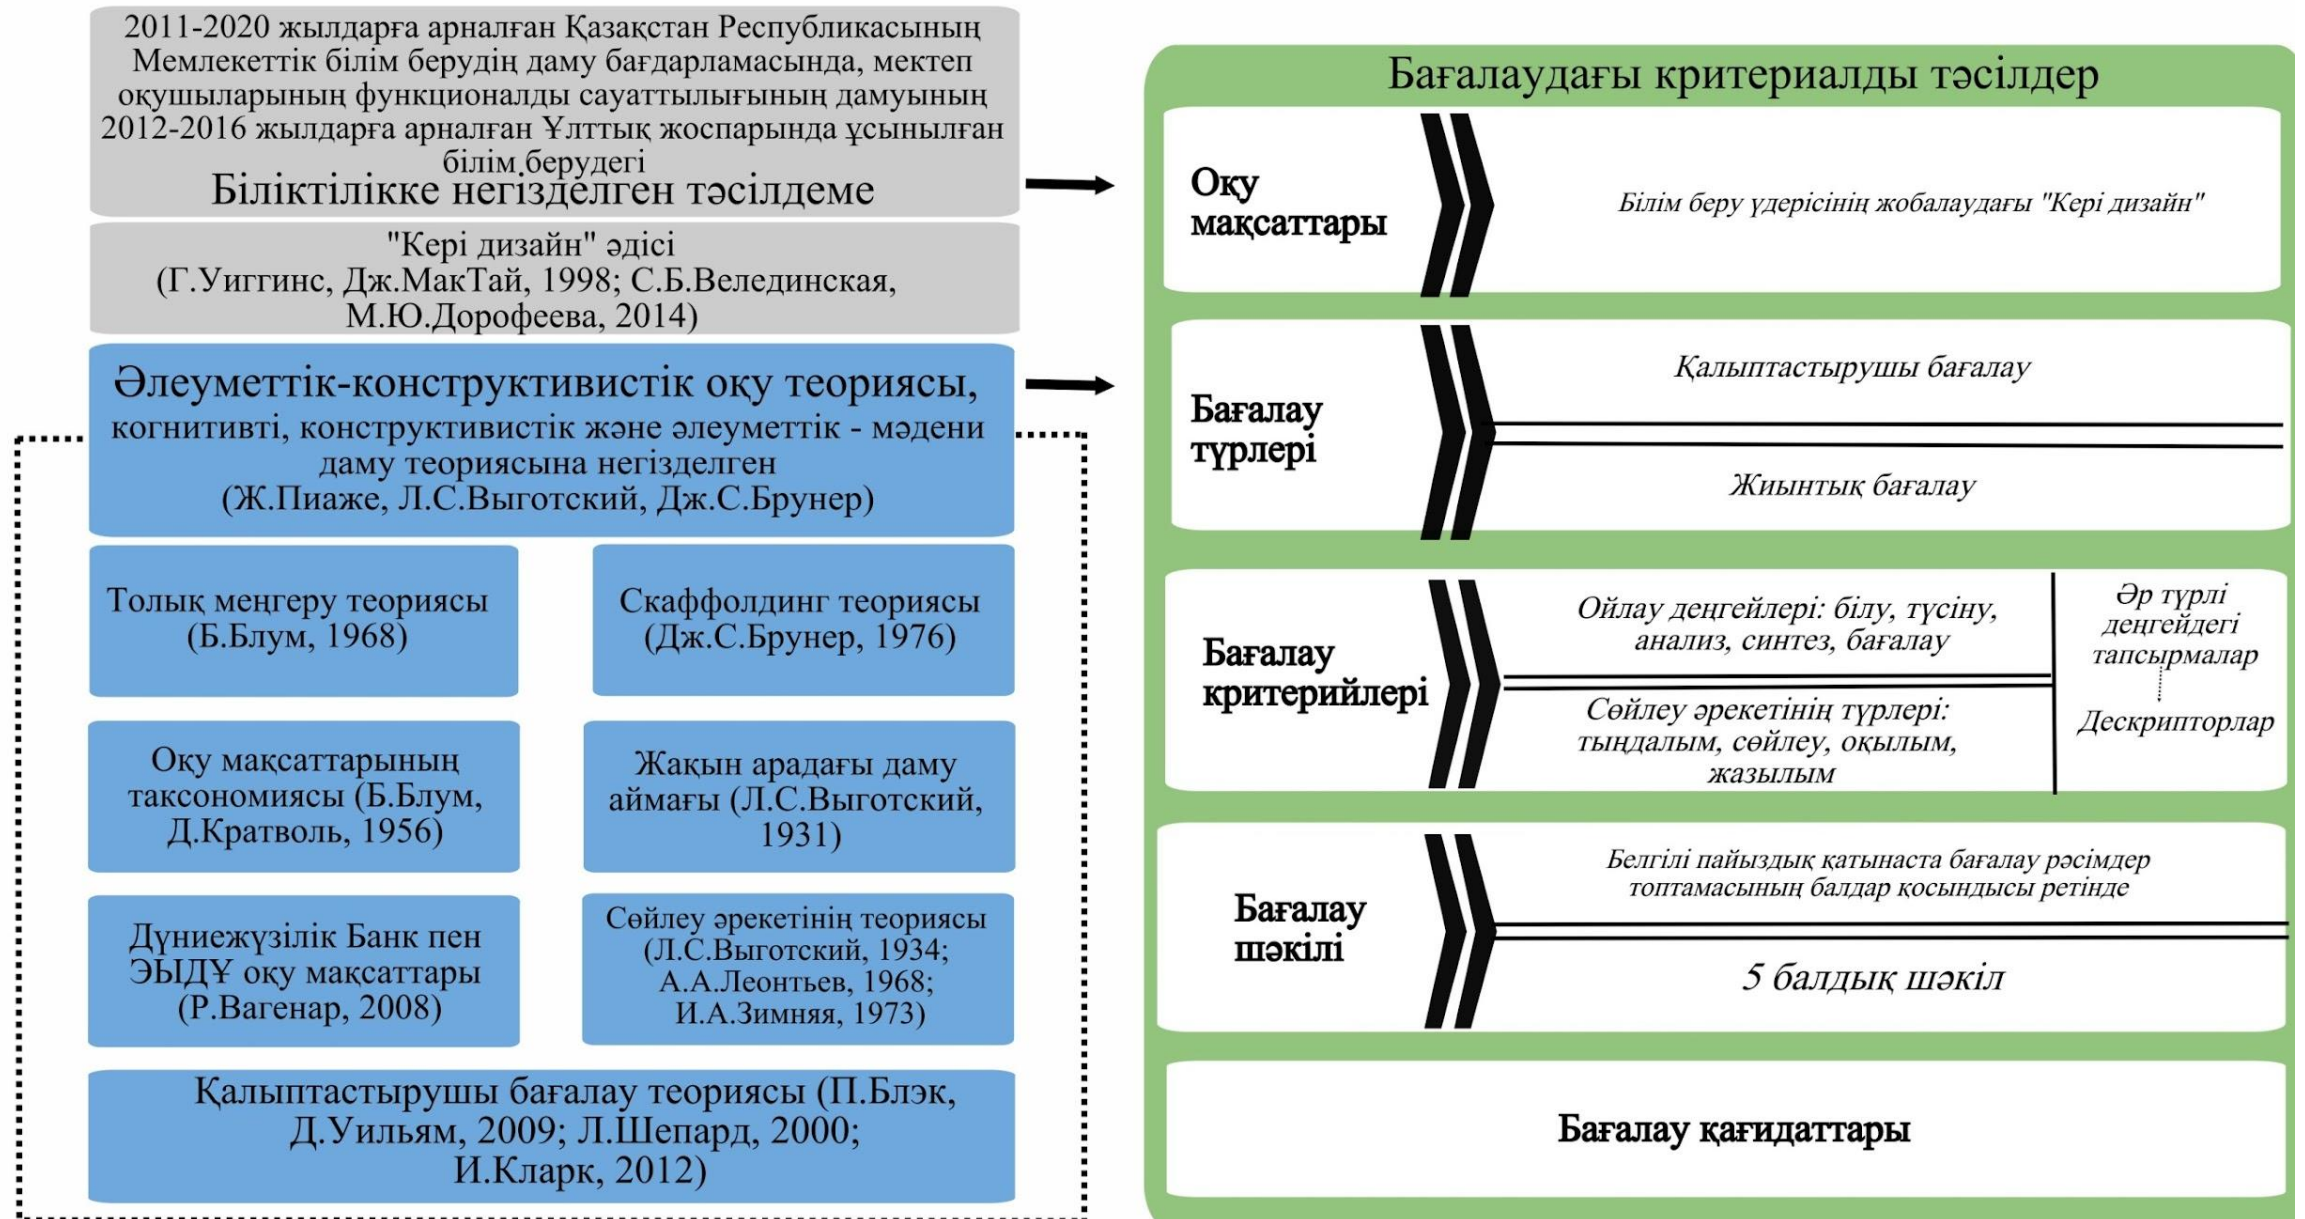 2011-2020 жылдарға арналған Қазақстан Республикасының
Мемлекеттік білім берудің даму бағдарламасында, мектеп
оқушыларының функционалды сауаттылығының дамуының
2012-2016 жылдарға арналған Ұлттық жоспарында ұсынылған
білім берудегі
Біліктілікке негізделген тәсілдеме
"Кері дизайн" әдісі
(Г.Уиггинс, Дж.МакТай, 1998; С.Б.Велединская,
М.Ю.Дорофеева, 2014)
Әлеуметтік-конструктивистік оқу теориясы,
когнитивті, конструктивистік және әлеуметтік - мәдени
даму теориясына негізделген
(Ж.Пиаже, Л.С.Выготский, Дж.С.Брунер)
Толық меңгеру теориясы
(Б.Блум, 1968)
Скаффолдинг теориясы
(Дж.С.Брунер, 1976)
Оқу мақсаттарының
таксономиясы (Б.Блум,
Д.Кратволь, 1956)
Жақын арадағы даму
аймағы (Л.С.Выготский,
1931)
Дүниежүзілік Банк пен
ЭЫДҰ оқу мақсаттары
(Р.Вагенар, 2008)
Сөйлеу әрекетінің теориясы
(Л.С.Выготский, 1934;
А.А.Леонтьев, 1968;
И.А.Зимняя, 1973)
Қалыптастырушы бағалау теориясы (П.Блэк,
Д.Уильям, 2009; Л.Шепард, 2000;
И.Кларк, 2012)
Бағалаудағы критериалды тәсілдер
Оқу
мақсаттары
Білім беру үдерісінің жобалаудағы "Кері дизайн"
Бағалау
түрлері
Қалыптастырушы бағалау
Жиынтық бағалау
Бағалау
критерийлері
Ойлау деңгейлері: білу, түсіну,
анализ, синтез, бағалау
Сөйлеу әрекетінің түрлері:
тыңдалым, сөйлеу, оқылым,
жазылым
Әр түрлі
деңгейдегі
тапсырмалар
Дескрипторлар
Бағалау
шәкілі
Белгілі пайыздық қатынаста бағалау рәсімдер
топтамасының балдар қосындысы ретінде
5 балдық шәкіл
Бағалау қағидаттары